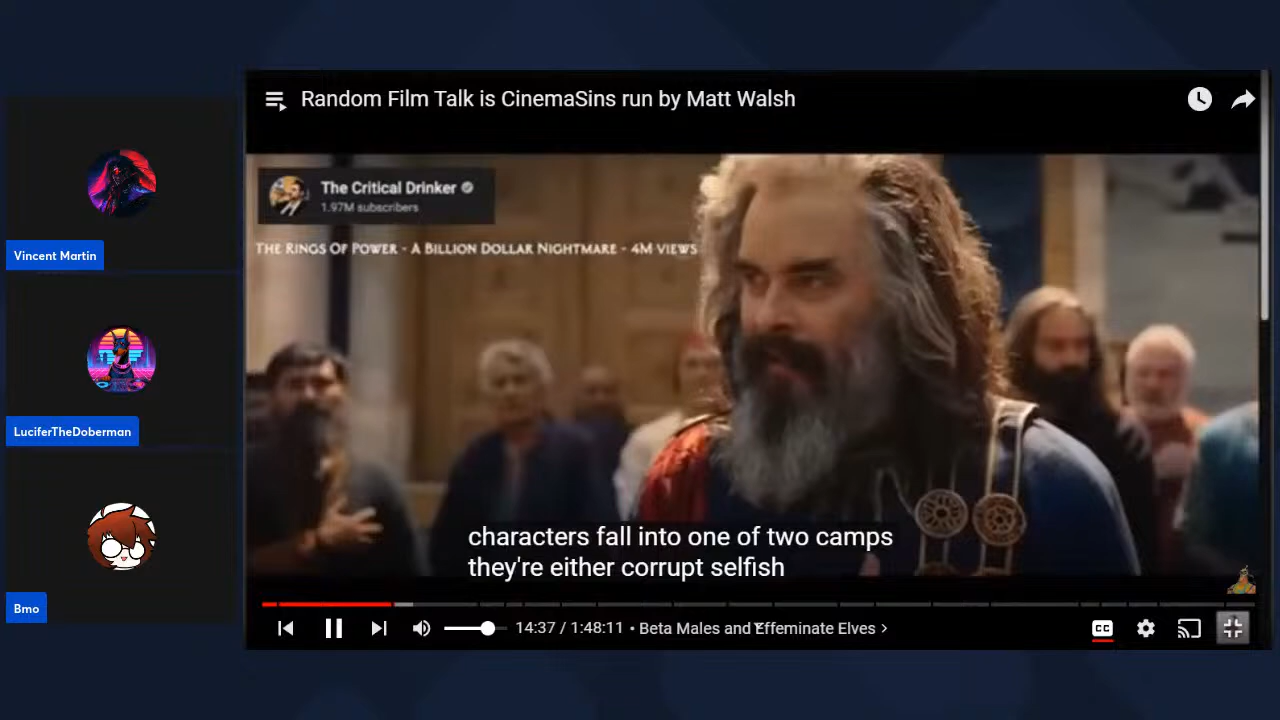 Random Film Talk is CinemaSins run by Matt Walsh
The Critical Drinker
1.97M subscribers
THE RINGS OF POWER - A BILLION DOLLAR NIGHTMARE - 4M VIEWS
Vincent Martin
LuciferTheDoberman
Bmo
characters fall into one of two camps
they're either corrupt selfish
14:37 / 1:48:11 • Beta Males and Effeminate Elves >
CC